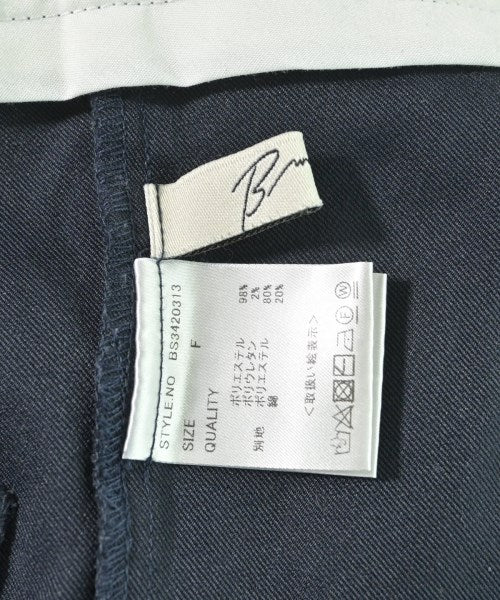 STYLE.NO BS3420313
SIZE F
QUALITY
ポリエステル 98%
ポリウレタン 2%
別地 ポリエステル 80%
綿 20%
＜取扱い絵表示＞